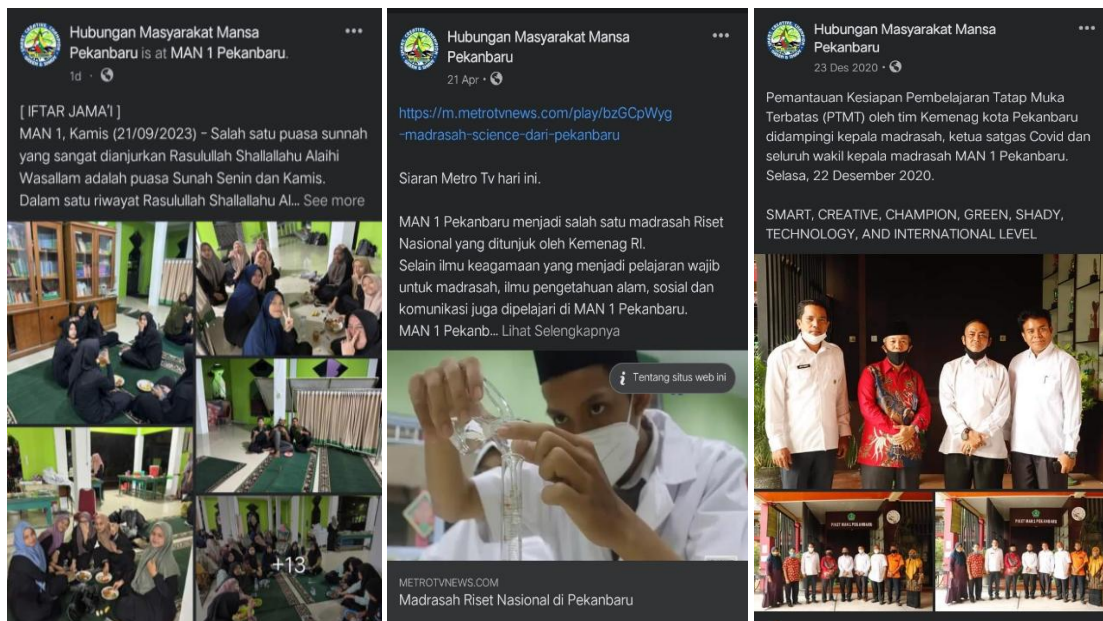 Hubungan Masyarakat Mansa
Pekanbaru is at MAN 1 Pekanbaru.
1d
[ IFTAR JAMA'I ]
MAN 1, Kamis (21/09/2023) – Salah satu puasa sunnah
yang sangat dianjurkan Rasulullah Shallallahu Alaihi
Wasallam adalah puasa Sunah Senin dan Kamis.
Dalam satu riwayat Rasulullah Shallallahu Al... See more
+13
Hubungan Masyarakat Mansa
Pekanbaru
21 Apr
https://m.metrotvnews.com/play/bzGCpWyg
-madrasah-science-dari-pekanbaru
Siaran Metro Tv hari ini.
MAN 1 Pekanbaru menjadi salah satu madrasah Riset
Nasional yang ditunjuk oleh Kemenag RI.
Selain ilmu keagamaan yang menjadi pelajaran wajib
untuk madrasah, ilmu pengetahuan alam, sosial dan
komunikasi juga dipelajari di MAN 1 Pekanbaru.
MAN 1 Pekanb... Lihat Selengkapnya
Tentang situs web ini
METROTVNEWS.COM
Madrasah Riset Nasional di Pekanbaru
Hubungan Masyarakat Mansa
Pekanbaru
23 Des 2020
Pemantauan Kesiapan Pembelajaran Tatap Muka
Terbatas (PTMT) oleh tim Kemenag kota Pekanbaru
didampingi kepala madrasah, ketua satgas Covid dan
seluruh wakil kepala madrasah MAN 1 Pekanbaru.
Selasa, 22 Desember 2020.
SMART, CREATIVE, CHAMPION, GREEN, SHADY,
TECHNOLOGY, AND INTERNATIONAL LEVEL